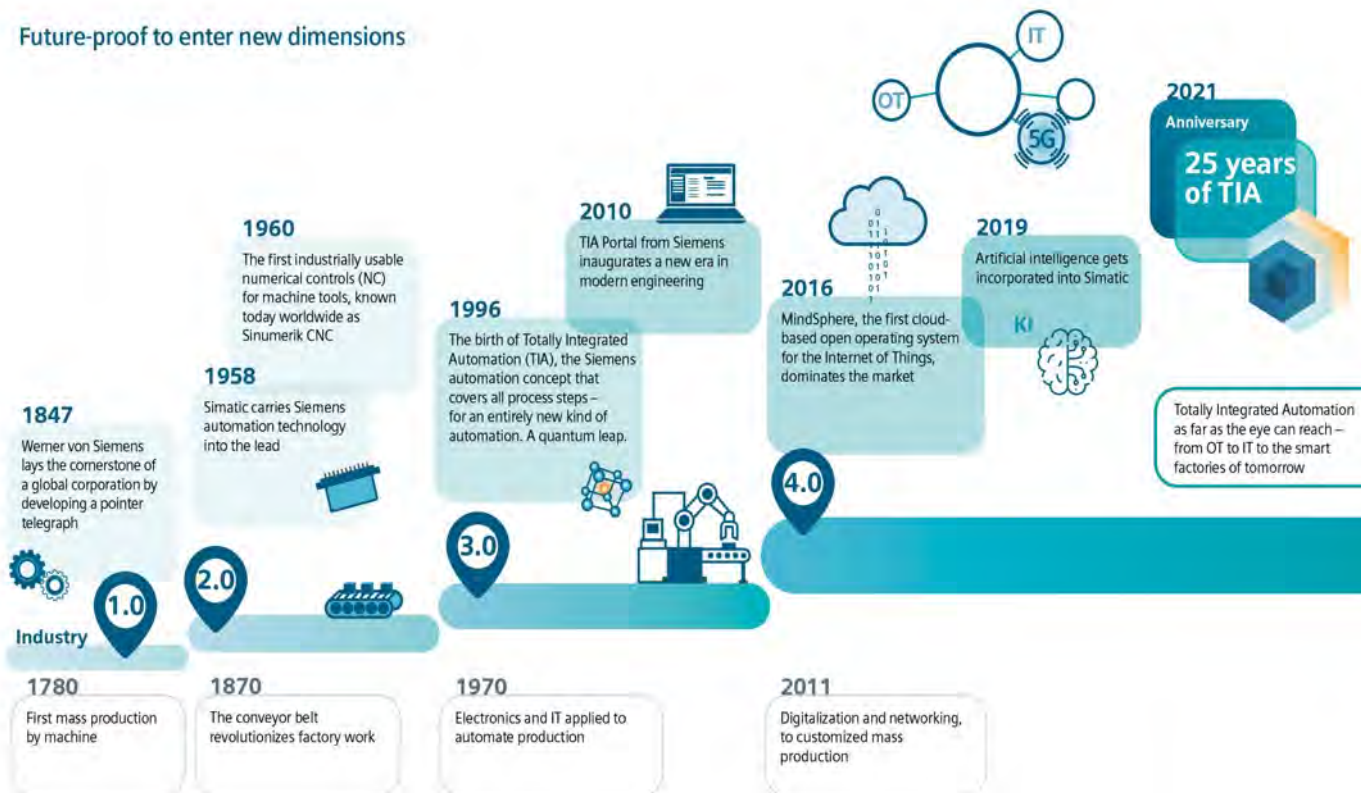 Future-proof to enter new dimensions
IT
OT
5G
2021
Anniversary
25 years
of TIA
2019
Artificial intelligence gets
incorporated into Simatic
KI
2010
TIA Portal from Siemens
inaugurates a new era in
modern engineering
0
01
11
1110
1101
0100
1101
01
1
2016
MindSphere, the first cloud-
based open operating system
for the Internet of Things,
dominates the market
1960
The first industrially usable
numerical controls (NC)
for machine tools, known
today worldwide as
Sinumerik CNC
1996
The birth of Totally Integrated
Automation (TIA), the Siemens
automation concept that
covers all process steps –
for an entirely new kind of
automation. A quantum leap.
1958
Simatic carries Siemens
automation technology
into the lead
1847
Werner von Siemens
lays the cornerstone of
a global corporation by
developing a pointer
telegraph
Totally Integrated Automation
as far as the eye can reach –
from OT to IT to the smart
factories of tomorrow
Industry
1.0
2.0
3.0
4.0
1780
First mass production
by machine
1870
The conveyor belt
revolutionizes factory work
1970
Electronics and IT applied to
automate production
2011
Digitalization and networking,
to customized mass
production